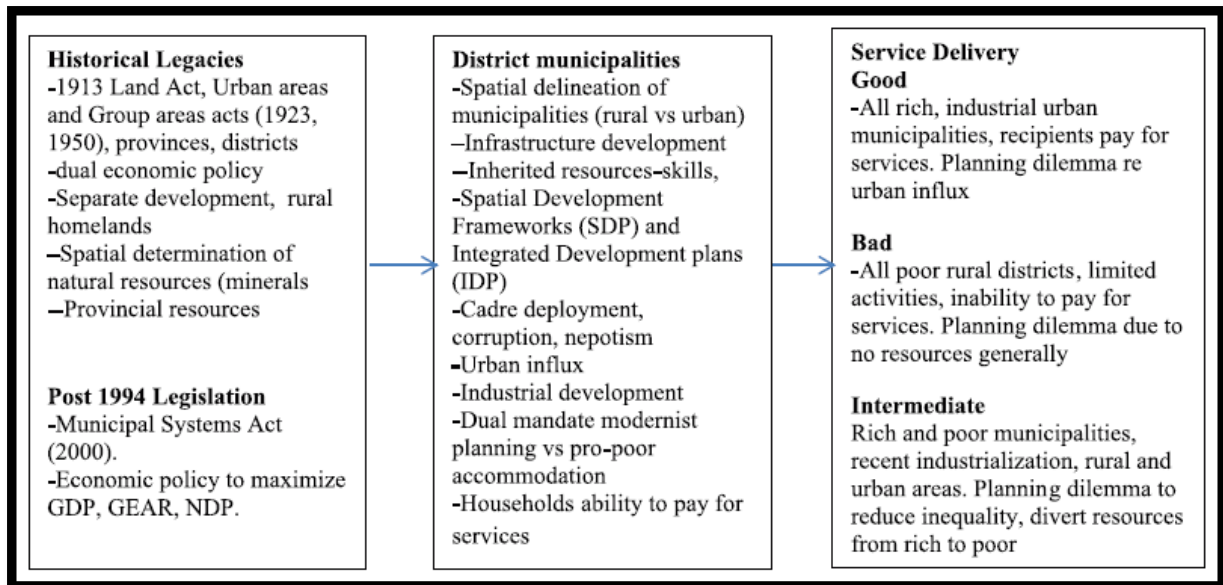 Historical Legacies
-1913 Land Act, Urban areas
and Group areas acts (1923,
1950), provinces, districts
-dual economic policy
-Separate development, rural
homelands
–Spatial determination of
natural resources (minerals
–Provincial resources
Post 1994 Legislation
-Municipal Systems Act
(2000).
-Economic policy to maximize
GDP, GEAR, NDP.
District municipalities
-Spatial delineation of
municipalities (rural vs urban)
–Infrastructure development
–Inherited resources-skills,
-Spatial Development
Frameworks (SDP) and
Integrated Development plans
(IDP)
-Cadre deployment,
corruption, nepotism
-Urban influx
-Industrial development
-Dual mandate modernist
planning vs pro-poor
accommodation
-Households ability to pay for
services
Service Delivery
Good
-All rich, industrial urban
municipalities, recipients pay for
services. Planning dilemma re
urban influx
Bad
-All poor rural districts, limited
activities, inability to pay for
services. Planning dilemma due to
no resources generally
Intermediate
Rich and poor municipalities,
recent industrialization, rural and
urban areas. Planning dilemma to
reduce inequality, divert resources
from rich to poor